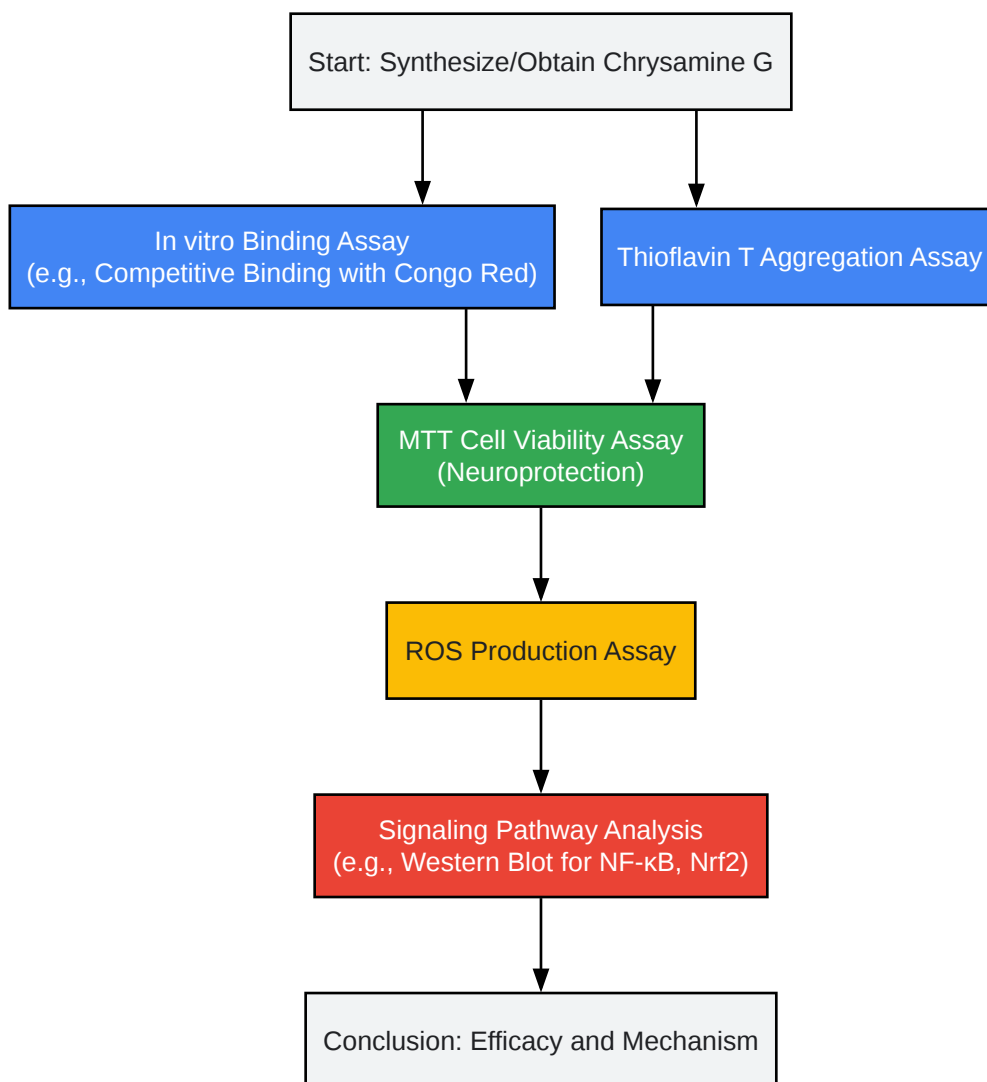 Start: Synthesize/Obtain Chrysamine G
In vitro Binding Assay
(e.g., Competitive Binding with Congo Red)
Thioflavin T Aggregation Assay
MTT Cell Viability Assay
(Neuroprotection)
ROS Production Assay
Signaling Pathway Analysis
(e.g., Western Blot for NF-κB, Nrf2)
Conclusion: Efficacy and Mechanism